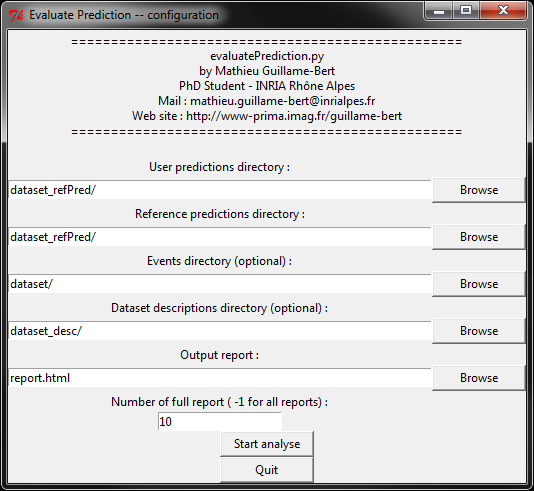 Evaluate Prediction -- configuration
==================================================
evaluatePrediction.py
by Mathieu Guillame-Bert
PhD Student - INRIA Rhône Alpes
Mail : mathieu.guillame-bert@inrialpes.fr
Web site : http://www-prima.imag.fr/guillame-bert
==================================================
User predictions directory :
dataset_refPred/ Browse
Reference predictions directory :
dataset_refPred/ Browse
Events directory (optional) :
dataset/ Browse
Dataset descriptions directory (optional) :
dataset_desc/ Browse
Output report :
report.html Browse
Number of full report ( -1 for all reports) :
10
Start analyse
Quit